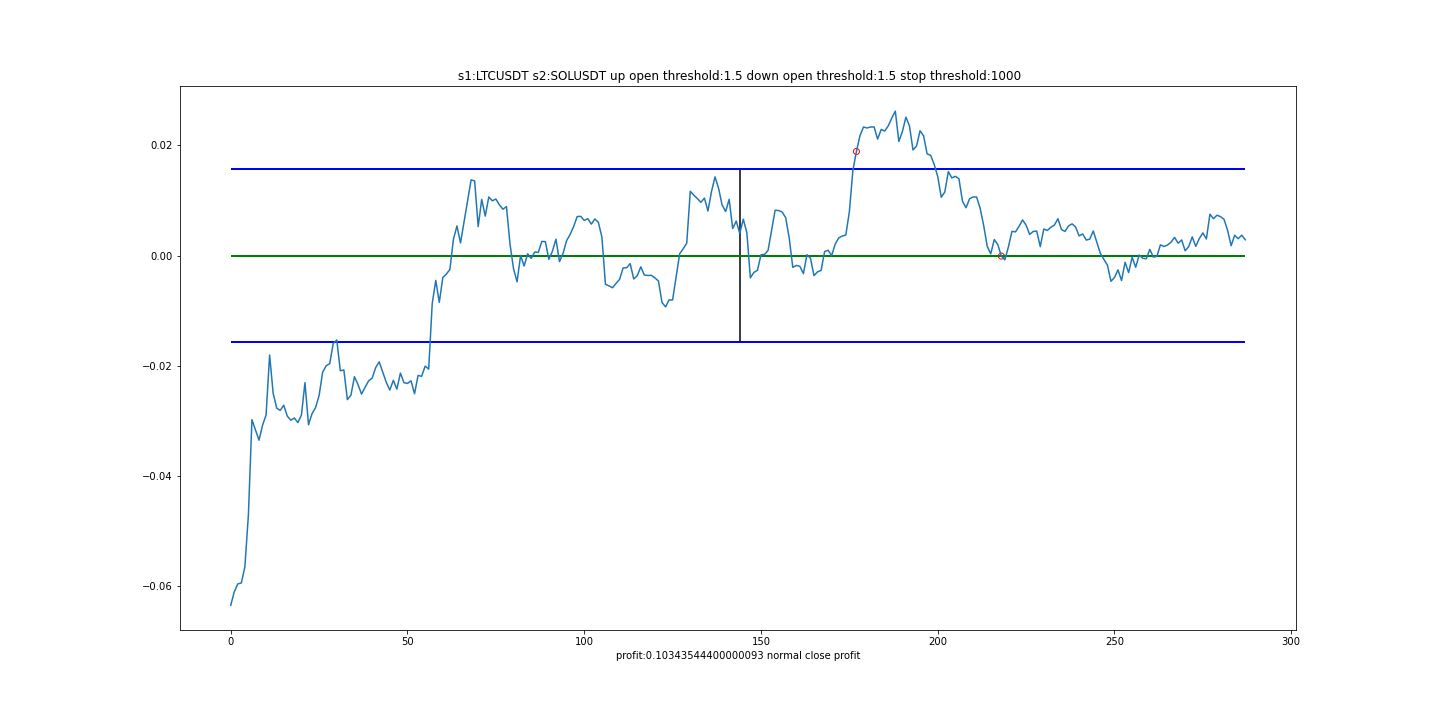 s1:LTCUSDT s2:SOLUSDT up open threshold:1.5 down open threshold:1.5 stop threshold:1000
0.02
0.00
−0.02
−0.04
−0.06
0 50 100 150 200 250 300
profit:0.10343544400000093 normal close profit